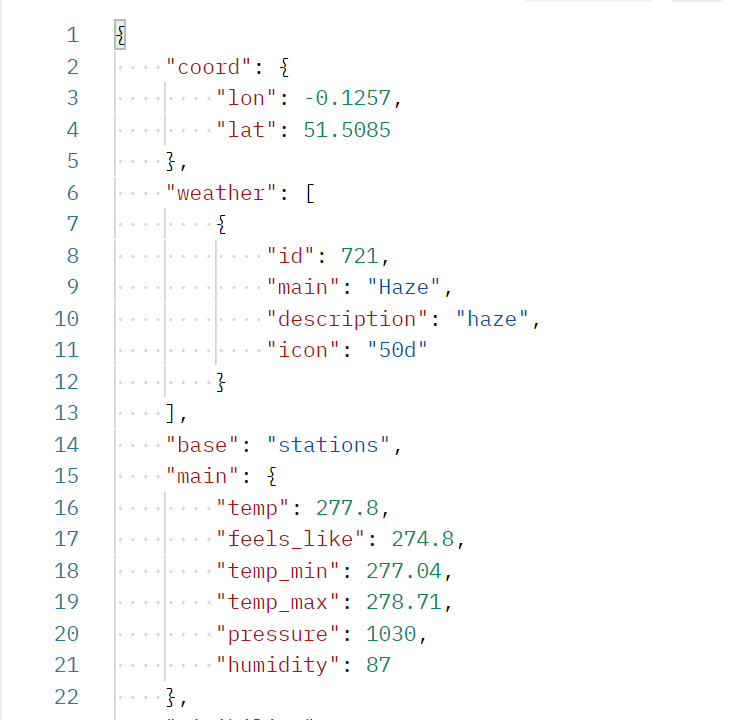 1 {
2 "coord": {
3 "lon": -0.1257,
4 "lat": 51.5085
5 },
6 "weather": [
7 {
8 "id": 721,
9 "main": "Haze",
10 "description": "haze",
11 "icon": "50d"
12 }
13 ],
14 "base": "stations",
15 "main": {
16 "temp": 277.8,
17 "feels_like": 274.8,
18 "temp_min": 277.04,
19 "temp_max": 278.71,
20 "pressure": 1030,
21 "humidity": 87
22 },